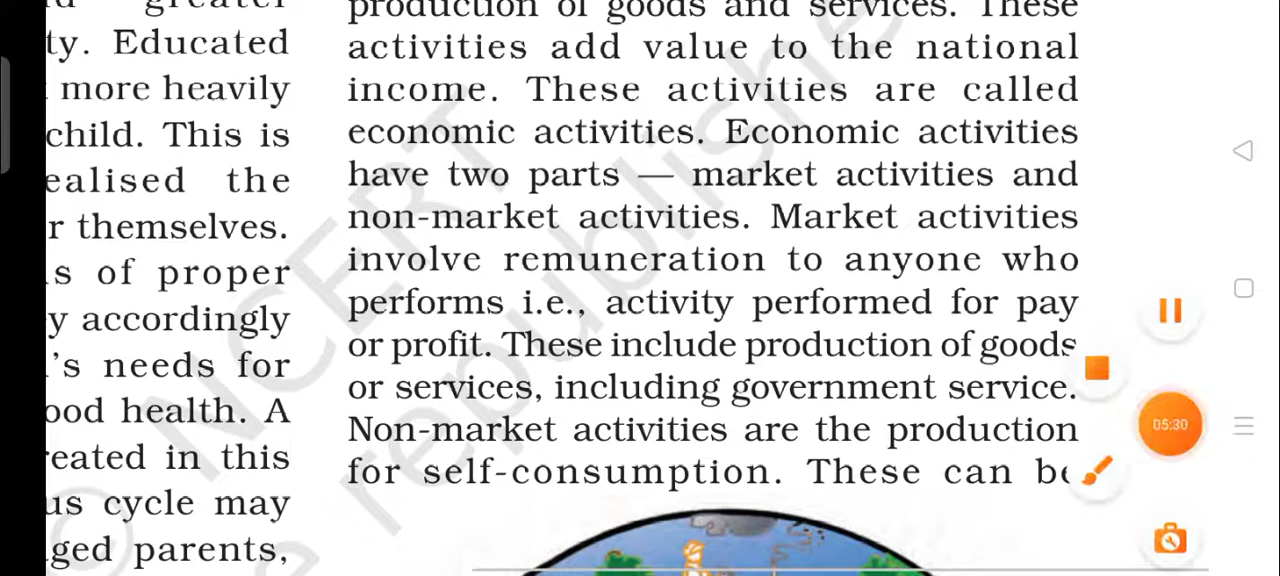 greater
ty. Educated
more heavily
child. This is
ealised the
r themselves.
s of proper
y accordingly
's needs for
ood health. A
reated in this
us cycle may
ged parents,
production of goods and services. These
activities add value to the national
income. These activities are called
economic activities. Economic activities
have two parts — market activities and
non-market activities. Market activities
involve remuneration to anyone who
performs i.e., activity performed for pay
or profit. These include production of goods
or services, including government service.
Non-market activities are the production
for self-consumption. These can be
© NCERT
e republishe
05:30